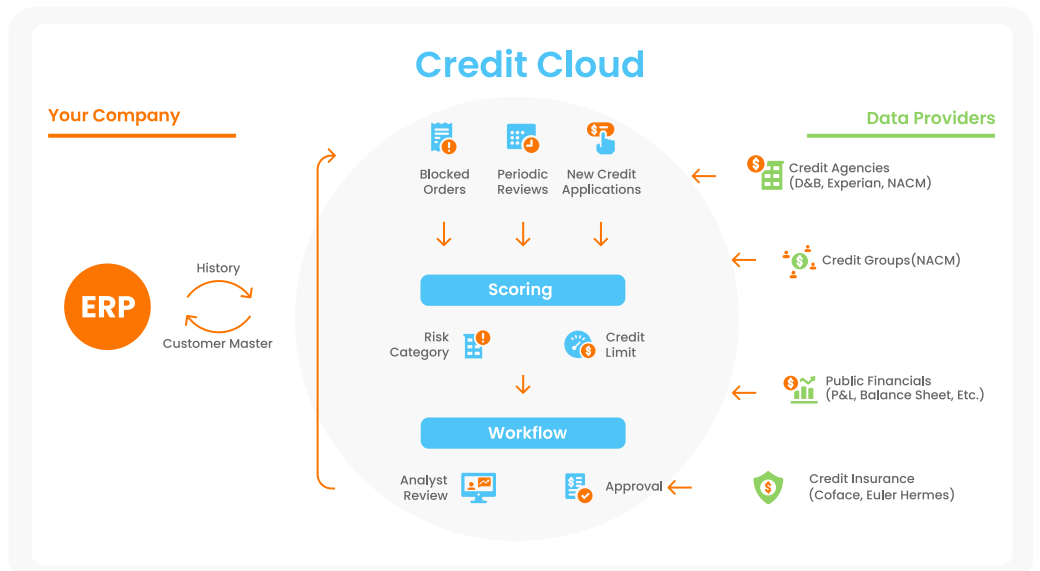 Credit Cloud
Your Company
Data Providers
Blocked
Orders
Periodic
Reviews
New Credit
Applications
Credit Agencies
(D&B, Experian, NACM)
Credit Groups(NACM)
History
ERP
Customer Master
Scoring
Risk
Category
Credit
Limit
Public Financials
(P&L, Balance Sheet, Etc.)
Workflow
Analyst
Review
Approval
Credit Insurance
(Coface, Euler Hermes)